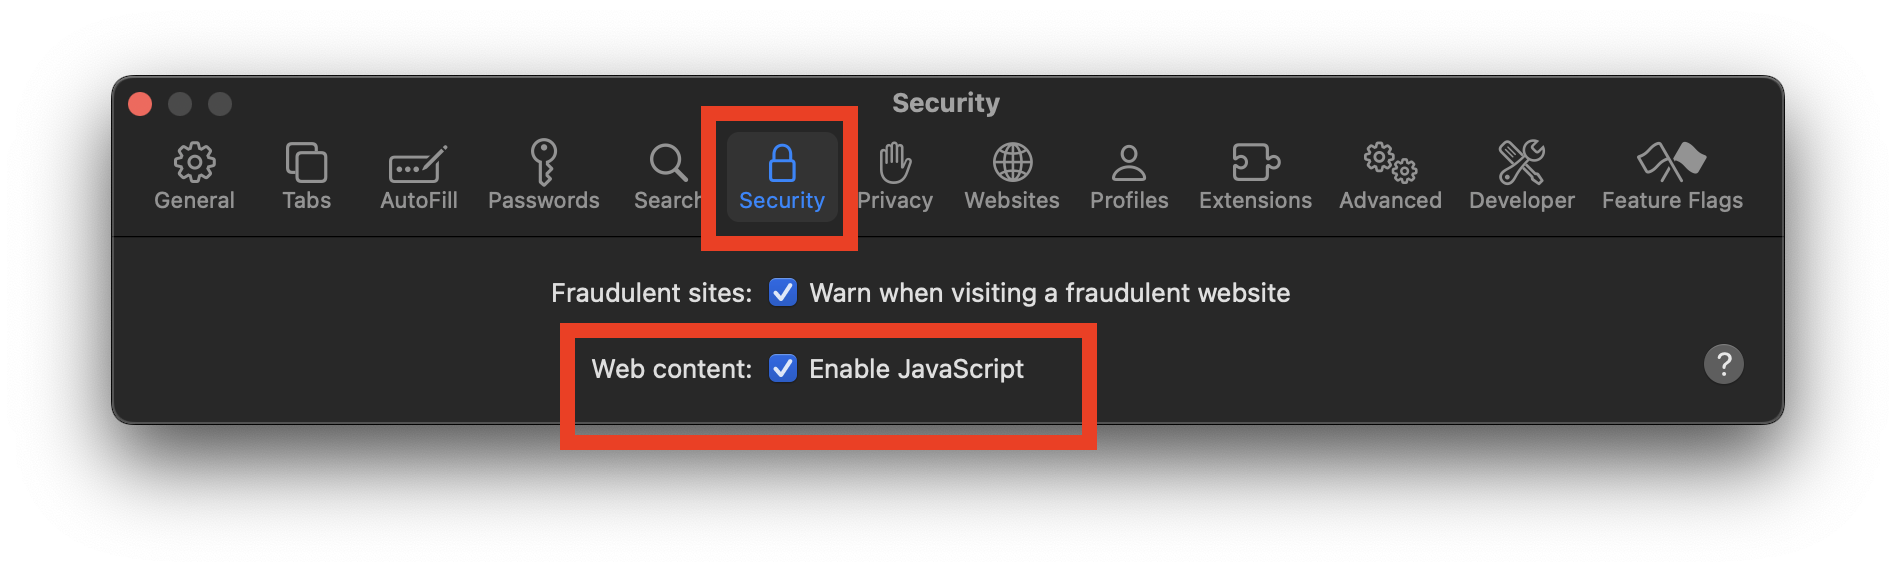 Security
General Tabs AutoFill Passwords Search Security Privacy Websites Profiles Extensions Advanced Developer Feature Flags
Fraudulent sites: Warn when visiting a fraudulent website
Web content: Enable JavaScript
?